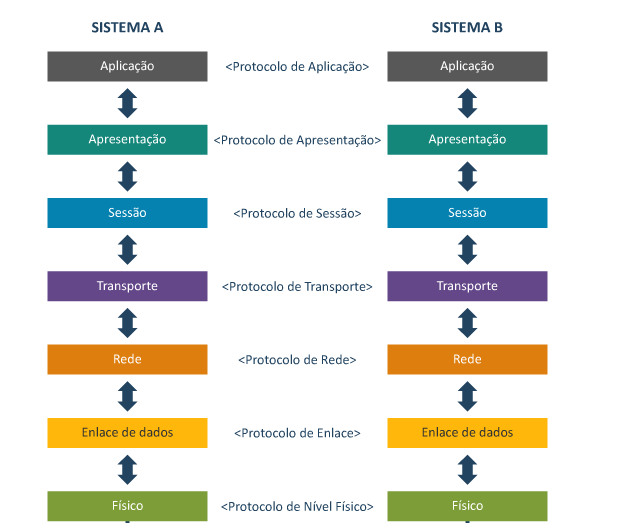 SISTEMA A SISTEMA B
Aplicação <Protocolo de Aplicação> Aplicação
Apresentação <Protocolo de Apresentação> Apresentação
Sessão <Protocolo de Sessão> Sessão
Transporte <Protocolo de Transporte> Transporte
Rede <Protocolo de Rede> Rede
Enlace de dados <Protocolo de Enlace> Enlace de dados
Físico <Protocolo de Nível Físico> Físico